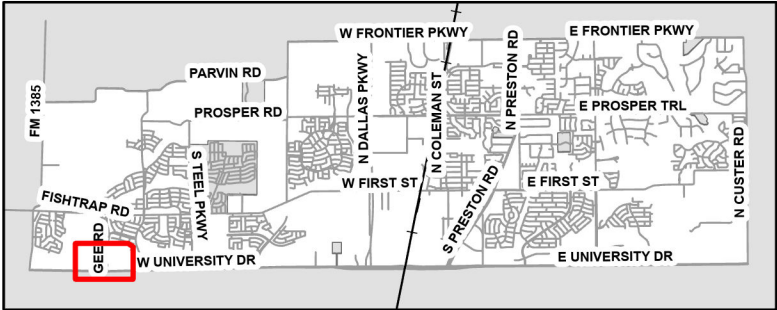 W FRONTIER PKWY
E FRONTIER PKWY
PARVIN RD
FM 1385
PROSPER RD
N DALLAS PKWY
N COLEMAN ST
N PRESTON RD
E PROSPER TRL
S TEEL PKWY
W FIRST ST
E FIRST ST
N CUSTER RD
FISHTRAP RD
S PRESTON RD
GEE RD
W UNIVERSITY DR
E UNIVERSITY DR